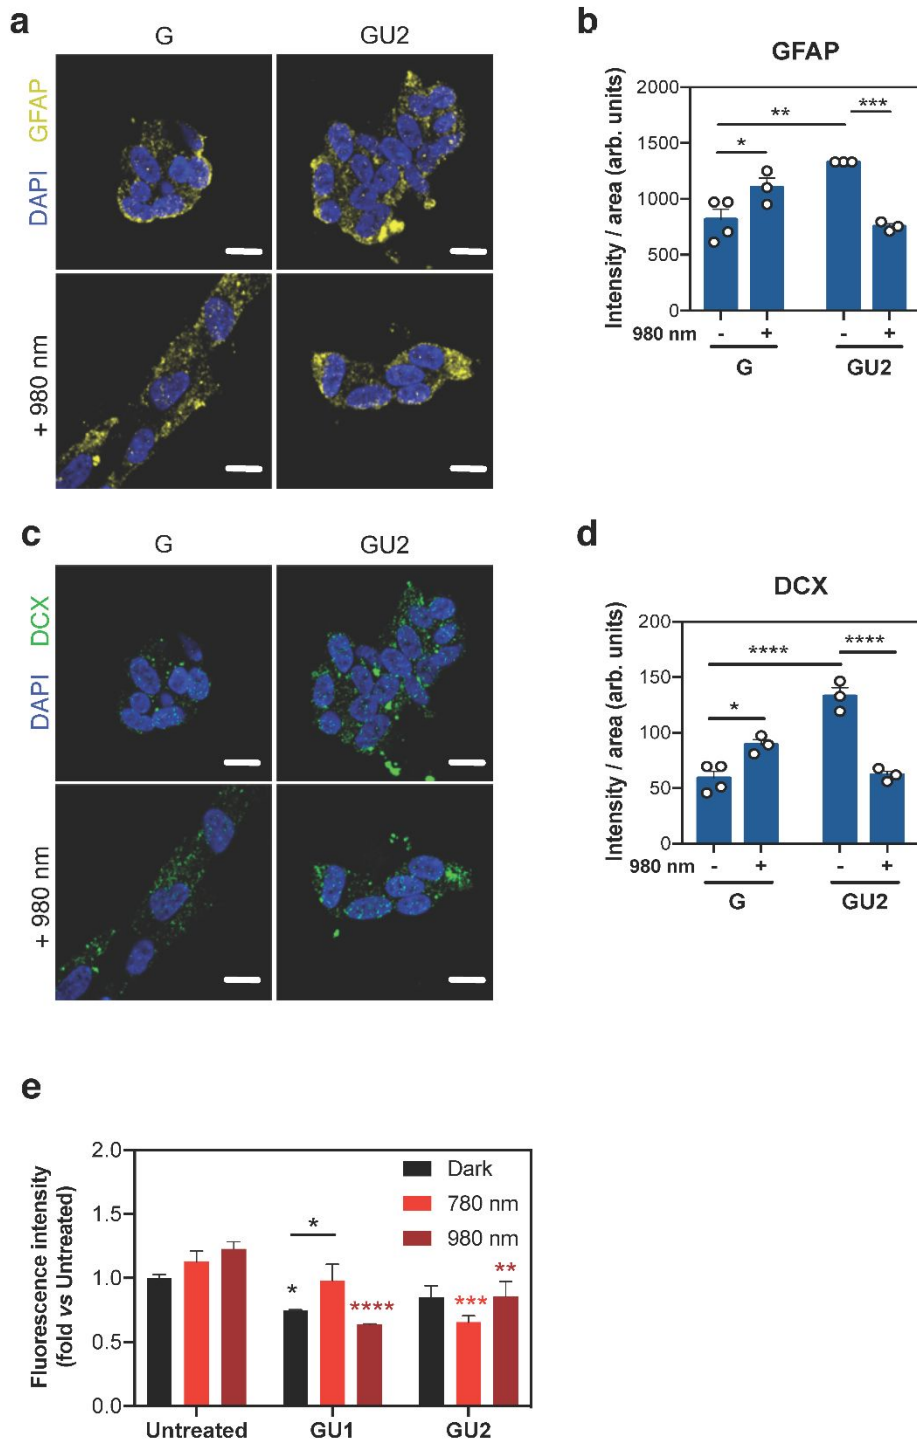 a
G
GU2
DAPI GFAP
+ 980 nm
b
GFAP
Intensity / area (arb. units)
2000
1500
1000
500
0
**
***
*
980 nm
-
+
-
+
G
GU2
c
G
GU2
DAPI DCX
+ 980 nm
d
DCX
Intensity / area (arb. units)
200
150
100
50
0
****
****
*
980 nm
-
+
-
+
G
GU2
e
Fluorescence intensity
(fold vs Untreated)
2.0
1.5
1.0
0.5
0.0
Dark
780 nm
980 nm
*
*
****
***
**
Untreated
GU1
GU2